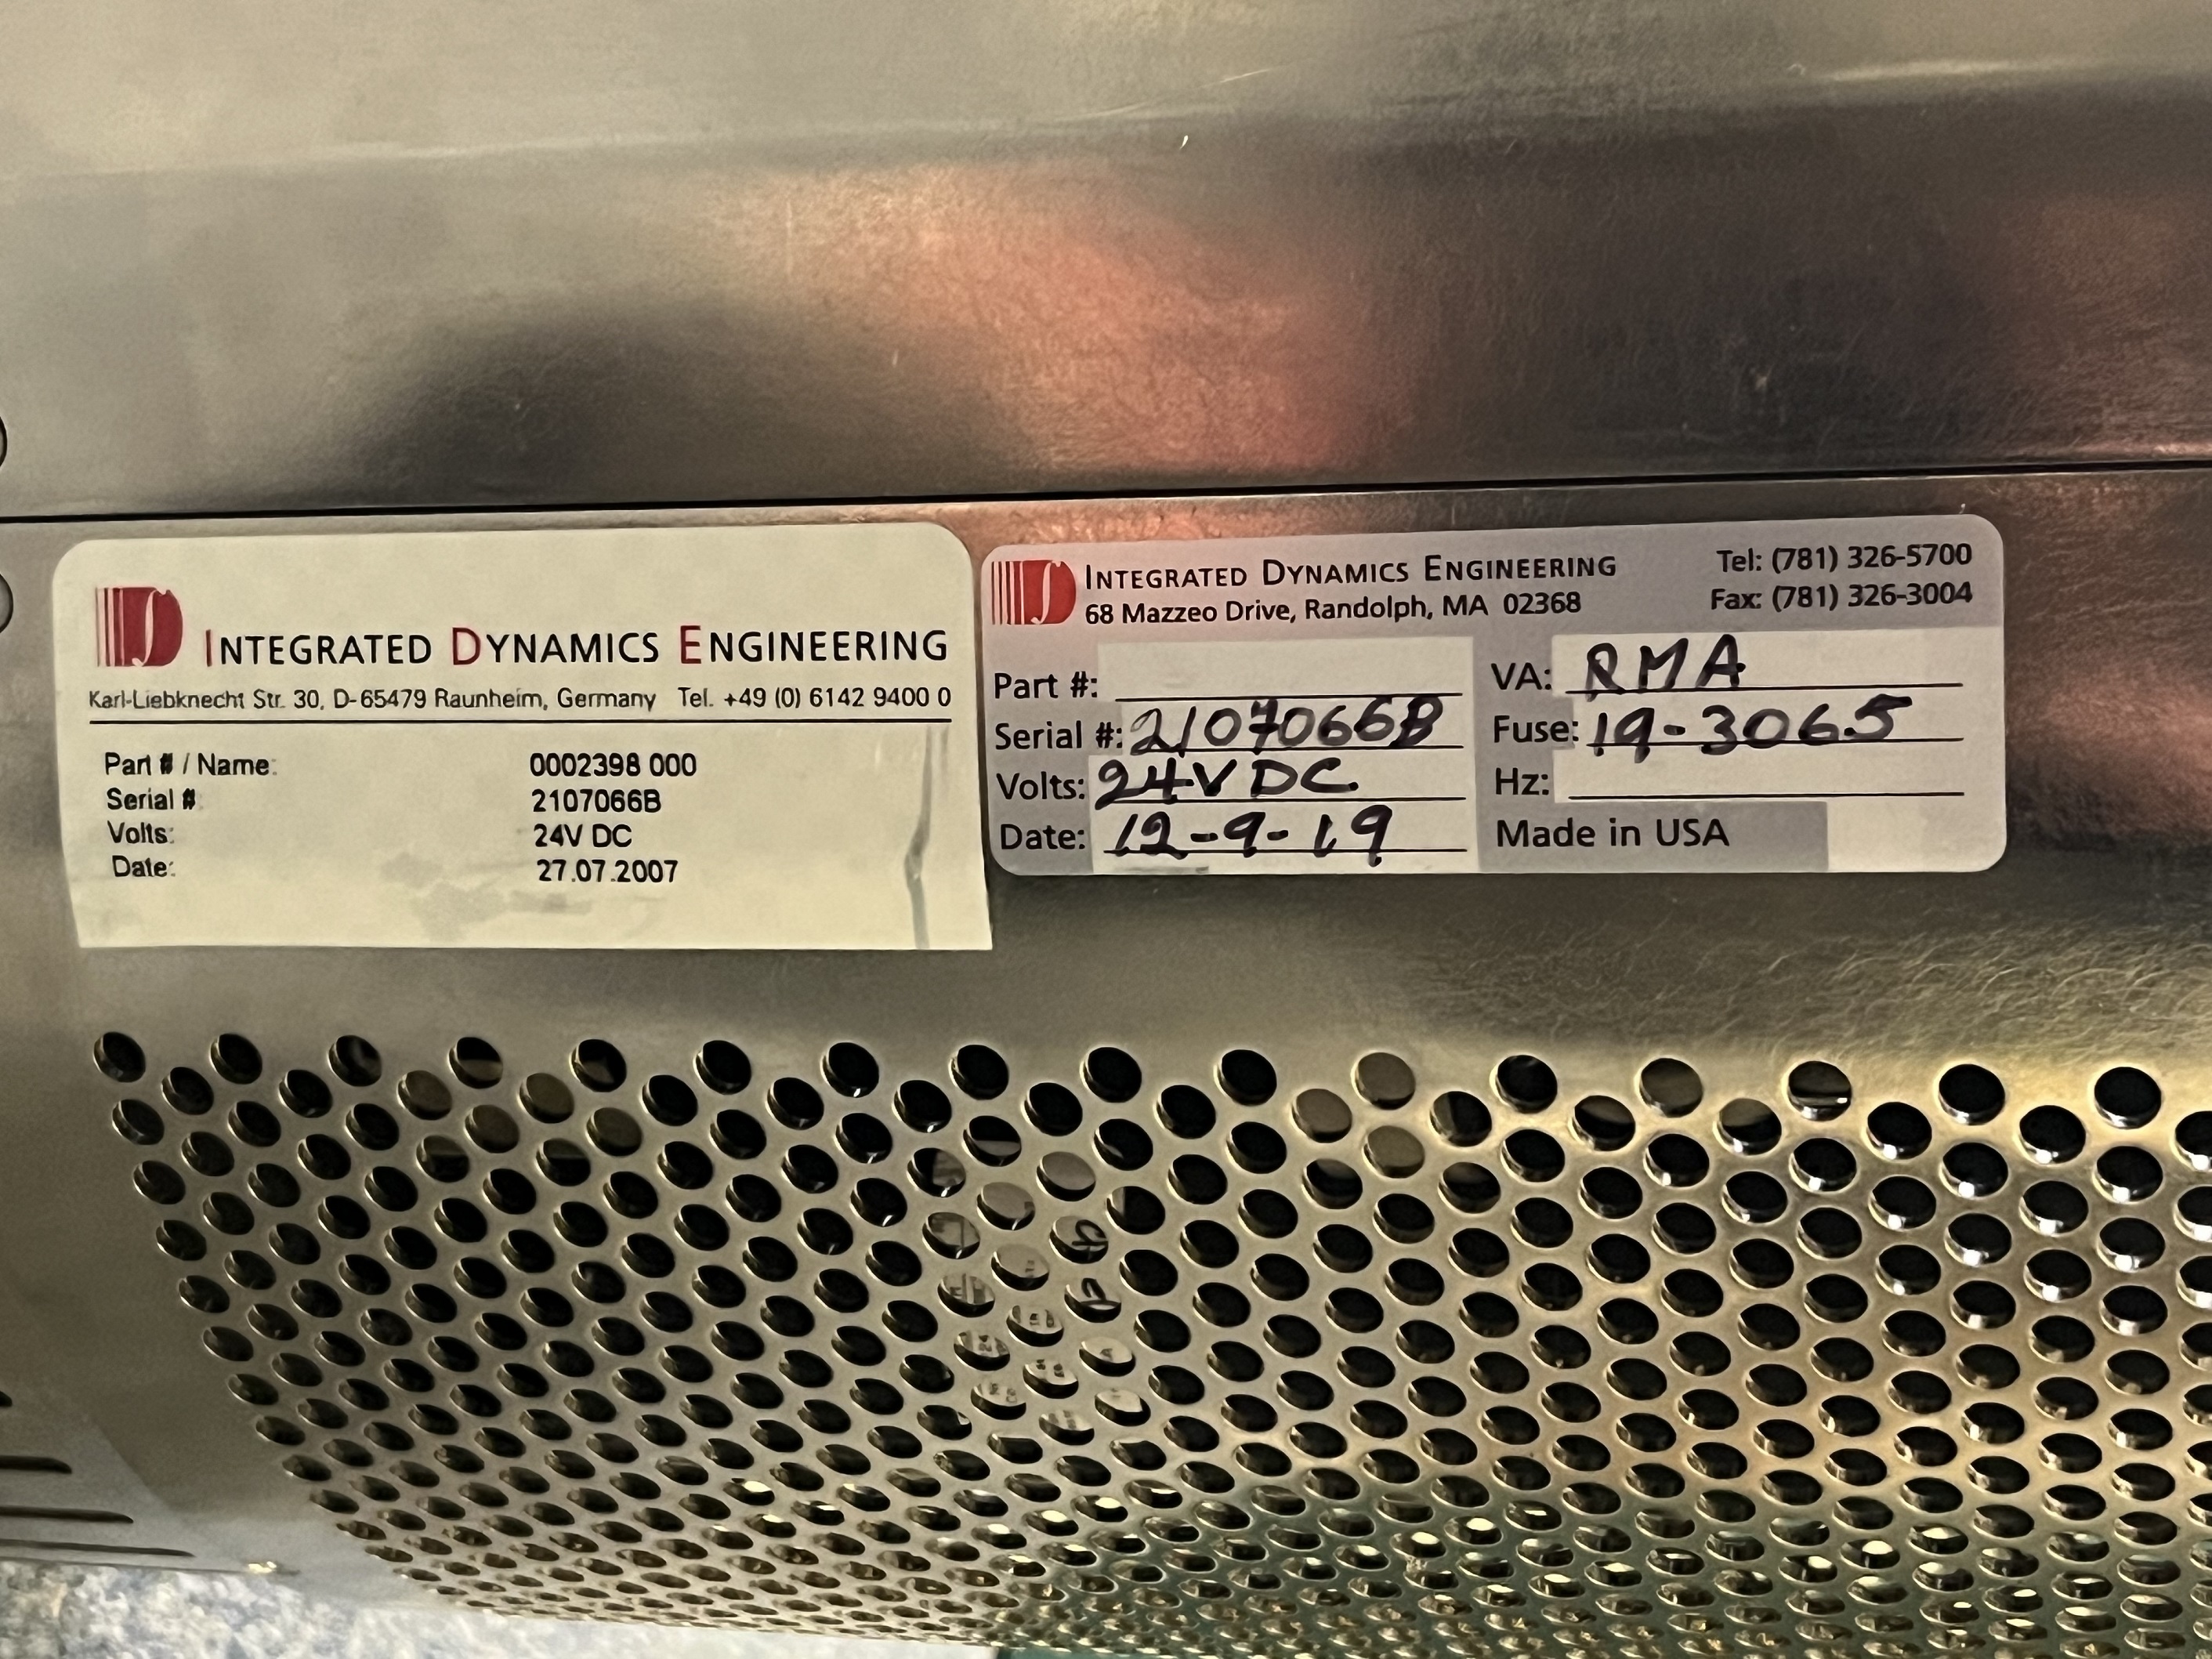 INTEGRATED DYNAMICS ENGINEERING
Karl-Liebknecht Str. 30, D-65479 Raunheim, Germany Tel. +49 (0) 6142 9400 0
Part # / Name: 0002398 000
Serial # 2107066B
Volts: 24V DC
Date: 27.07.2007
INTEGRATED DYNAMICS ENGINEERING
68 Mazzeo Drive, Randolph, MA 02368
Tel: (781) 326-5700
Fax: (781) 326-3004
Part #:
Serial #: 2107066B
Volts: 24V DC
Date: 12-9-19
VA: RMA
Fuse: 19-3065
Hz:
Made in USA